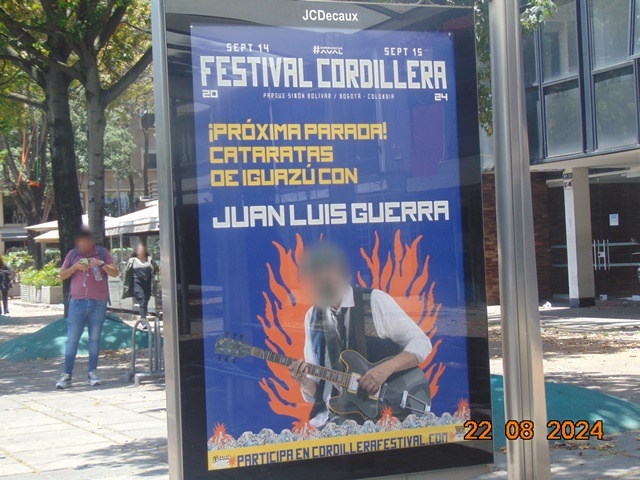 JCDecaux
SEPT 14
#EXPERIENCIAS AVAL
SEPT 15
FESTIVAL CORDILLERA
20
PARQUE SIMÓN BOLÍVAR / BOGOTÁ - COLOMBIA
24
¡PRÓXIMA PARADA!
CATARATAS
DE IGUAZÚ CON
JUAN LUIS GUERRA
PARTICIPA EN CORDILLERAFESTIVAL.COM
22 08 2024